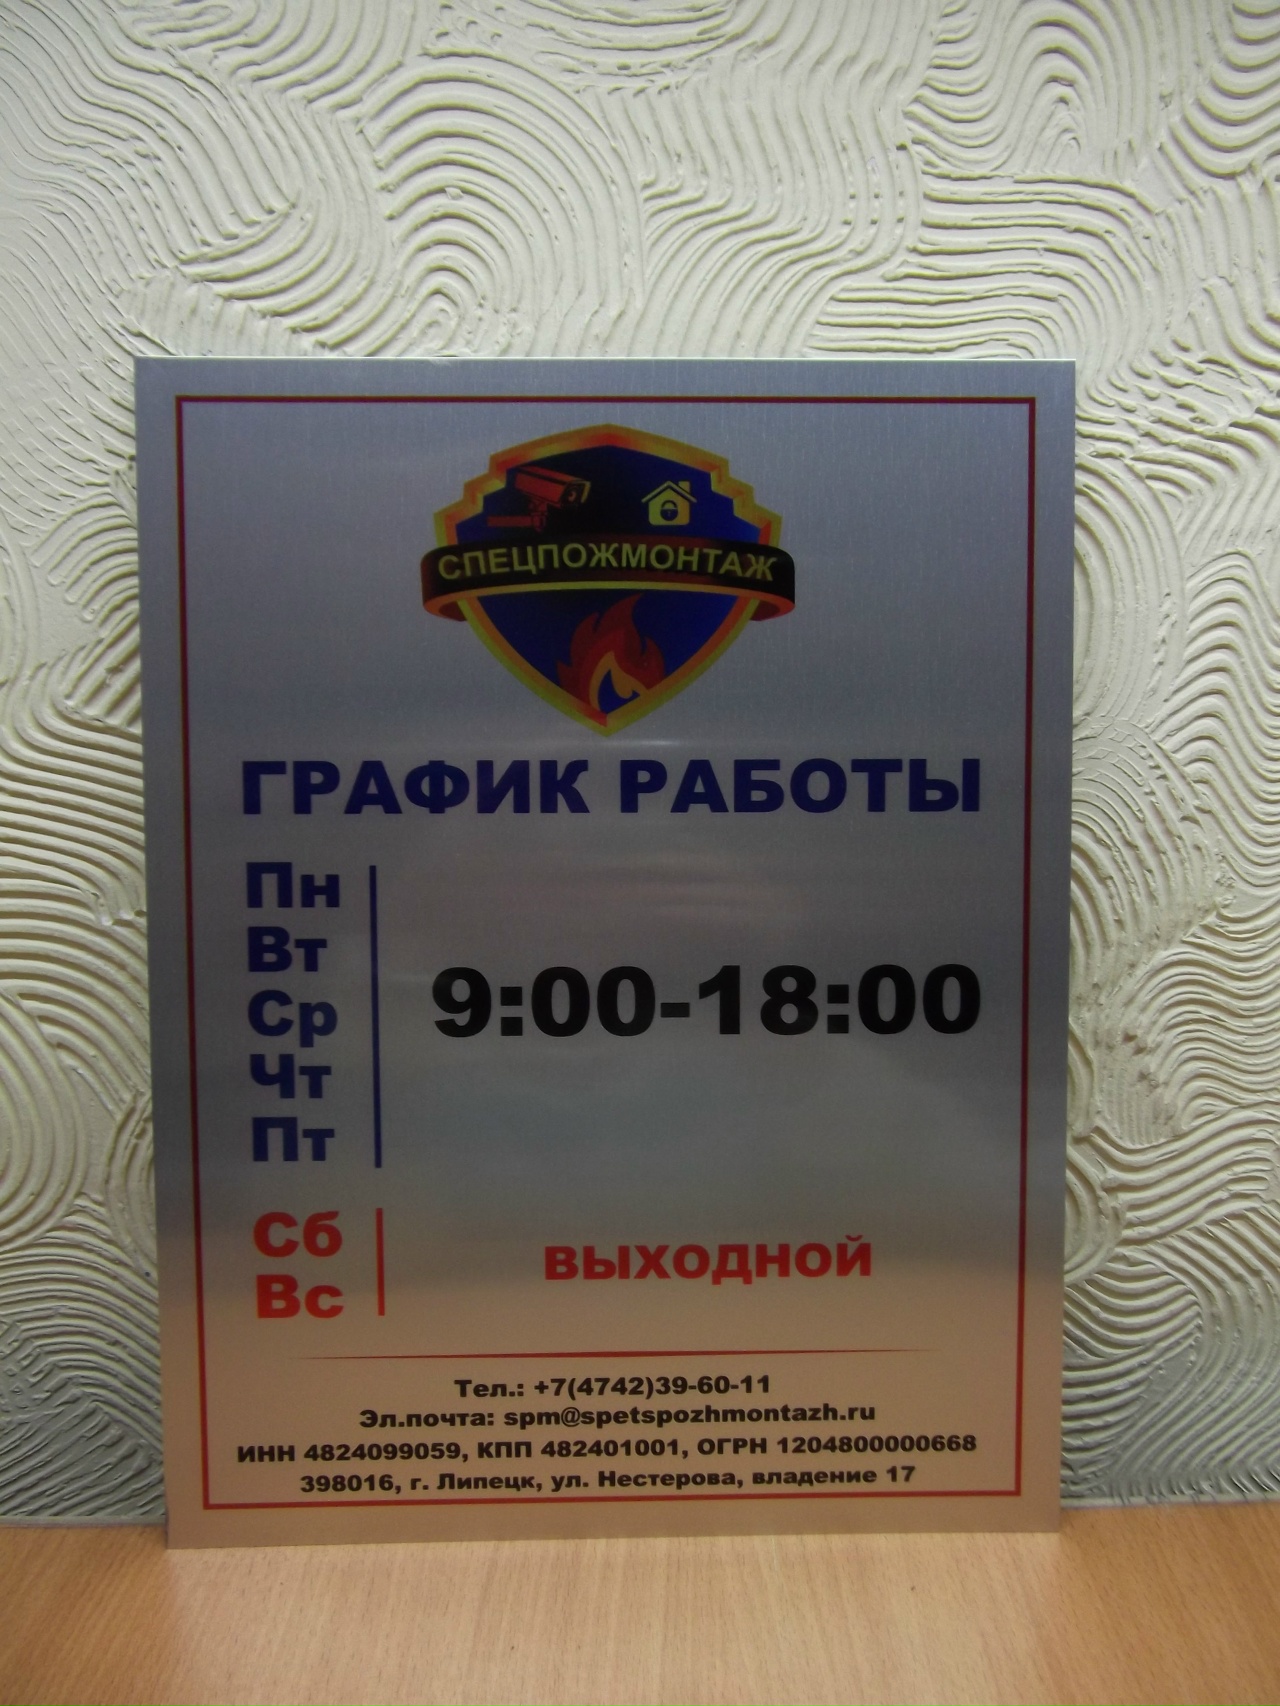 СПЕЦПОЖМОНТАЖ
ГРАФИК РАБОТЫ
Пн
Вт
Ср
Чт
Пт
9:00-18:00
Сб
Вс
ВЫХОДНОЙ
Тел.: +7(4742)39-60-11
Эл.почта: spm@spetspozhmontazh.ru
ИНН 4824099059, КПП 482401001, ОГРН 1204800000668
398016, г. Липецк, ул. Нестерова, владение 17